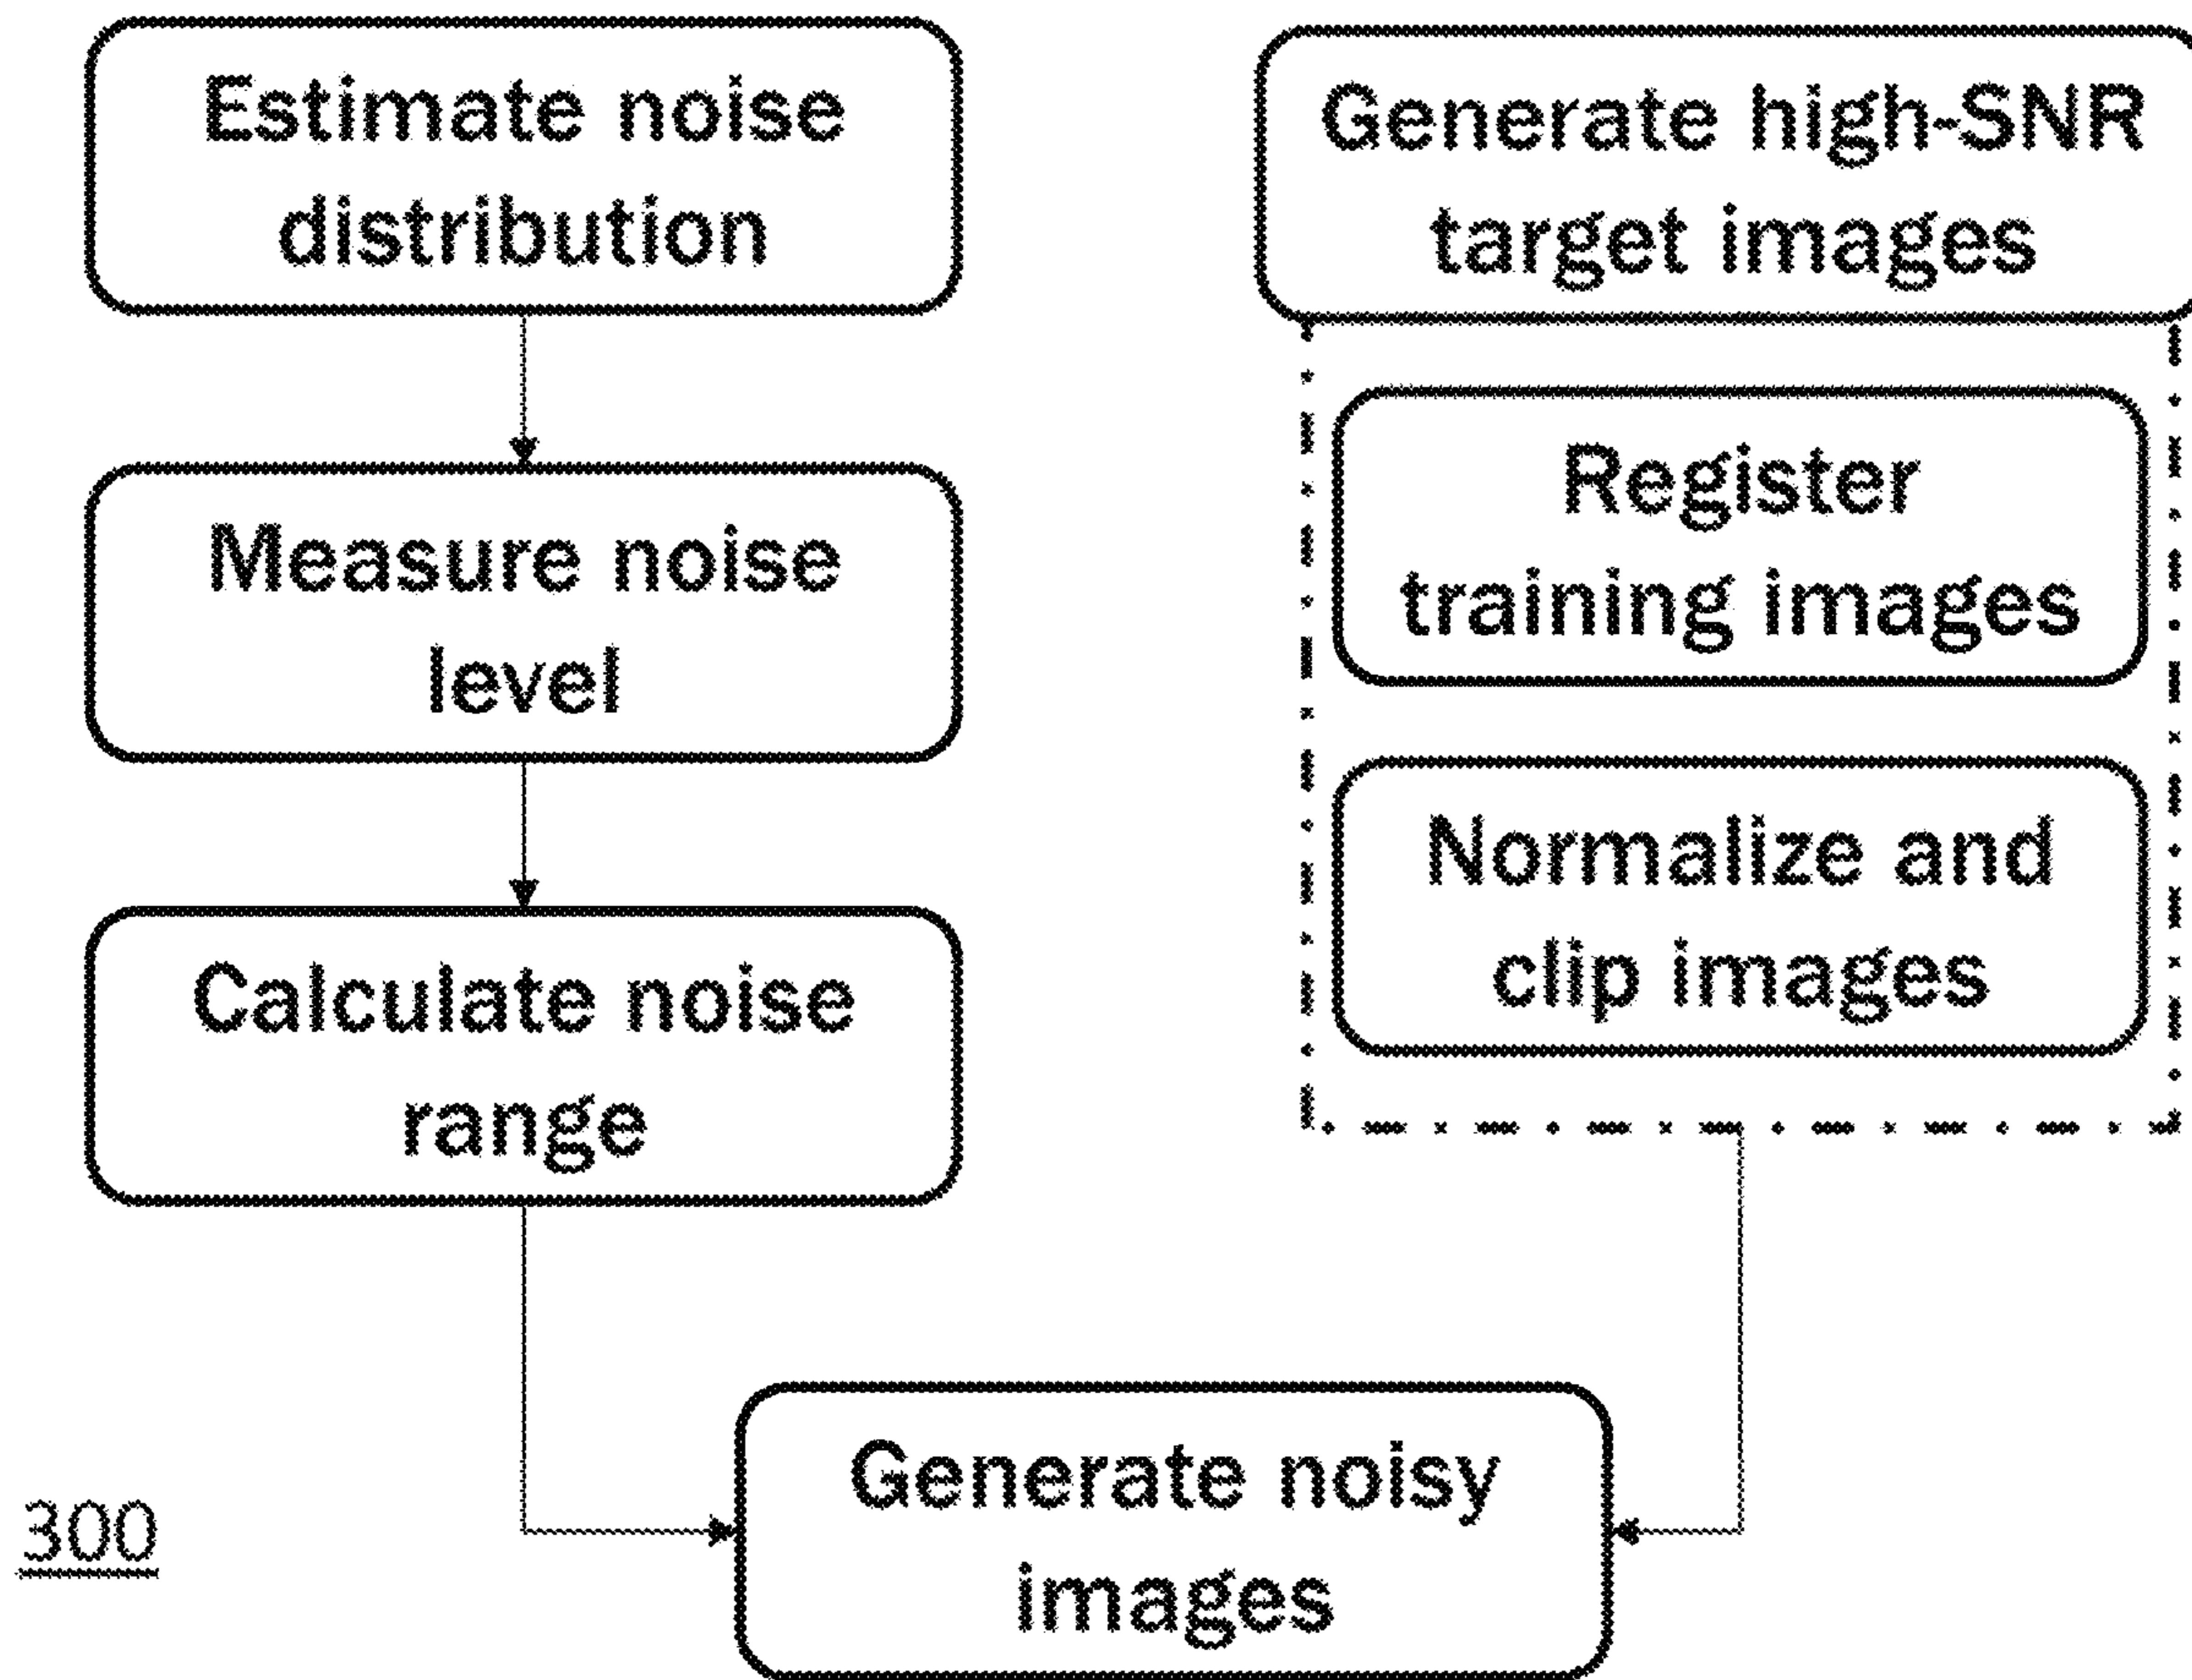 Estimate noise
distribution
Measure noise
level
Calculate noise
range
Generate high-SNR
target images
Register
training images
Normalize and
clip images
Generate noisy
images
300